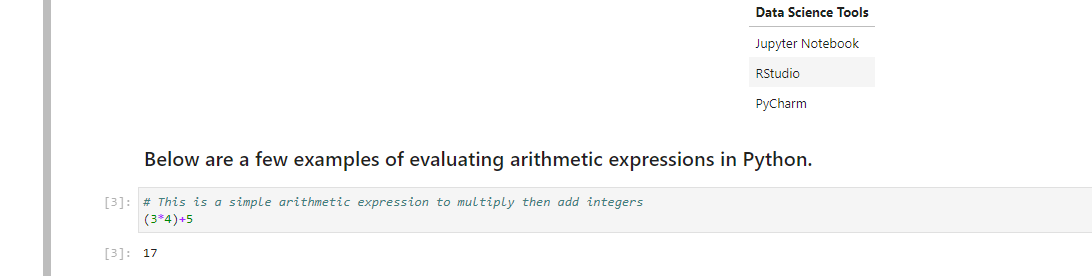 Data Science Tools
Jupyter Notebook
RStudio
PyCharm
Below are a few examples of evaluating arithmetic expressions in Python.
[3]: # This is a simple arithmetic expression to multiply then add integers
(3*4)+5
[3]: 17